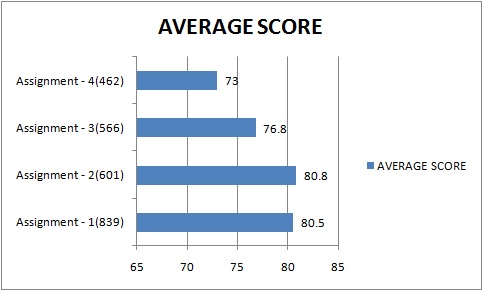 AVERAGE SCORE
Assignment - 4(462) 73
Assignment - 3(566) 76.8
Assignment - 2(601) 80.8
Assignment - 1(839) 80.5
AVERAGE SCORE
65 70 75 80 85